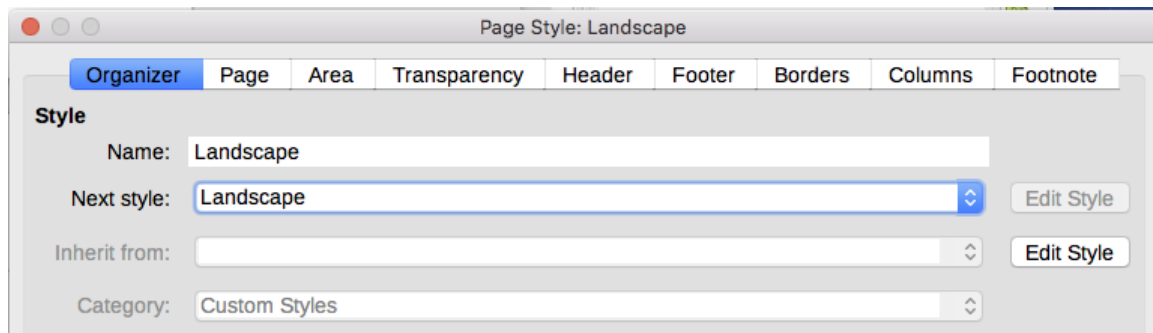 Page Style: Landscape
Organizer Page Area Transparency Header Footer Borders Columns Footnote
Style
Name: Landscape
Next style: Landscape Edit Style
Inherit from: Edit Style
Category: Custom Styles